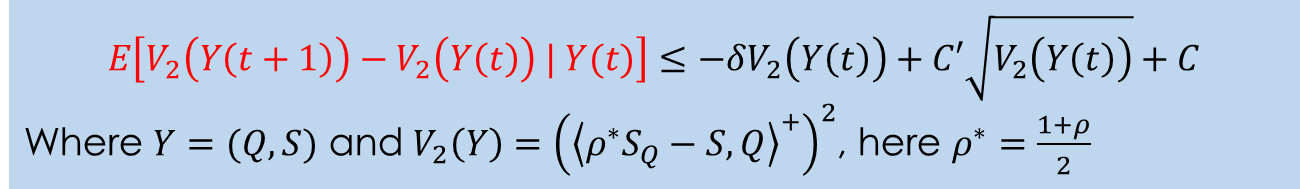 E[V₂(Y(t + 1)) − V₂(Y(t)) | Y(t)] ≤ −δV₂(Y(t)) + C′√(V₂(Y(t))) + C
Where Y = (Q, S) and V₂(Y) = (⟨ρ*S_Q − S, Q⟩⁺)², here ρ* = (1+ρ)/2